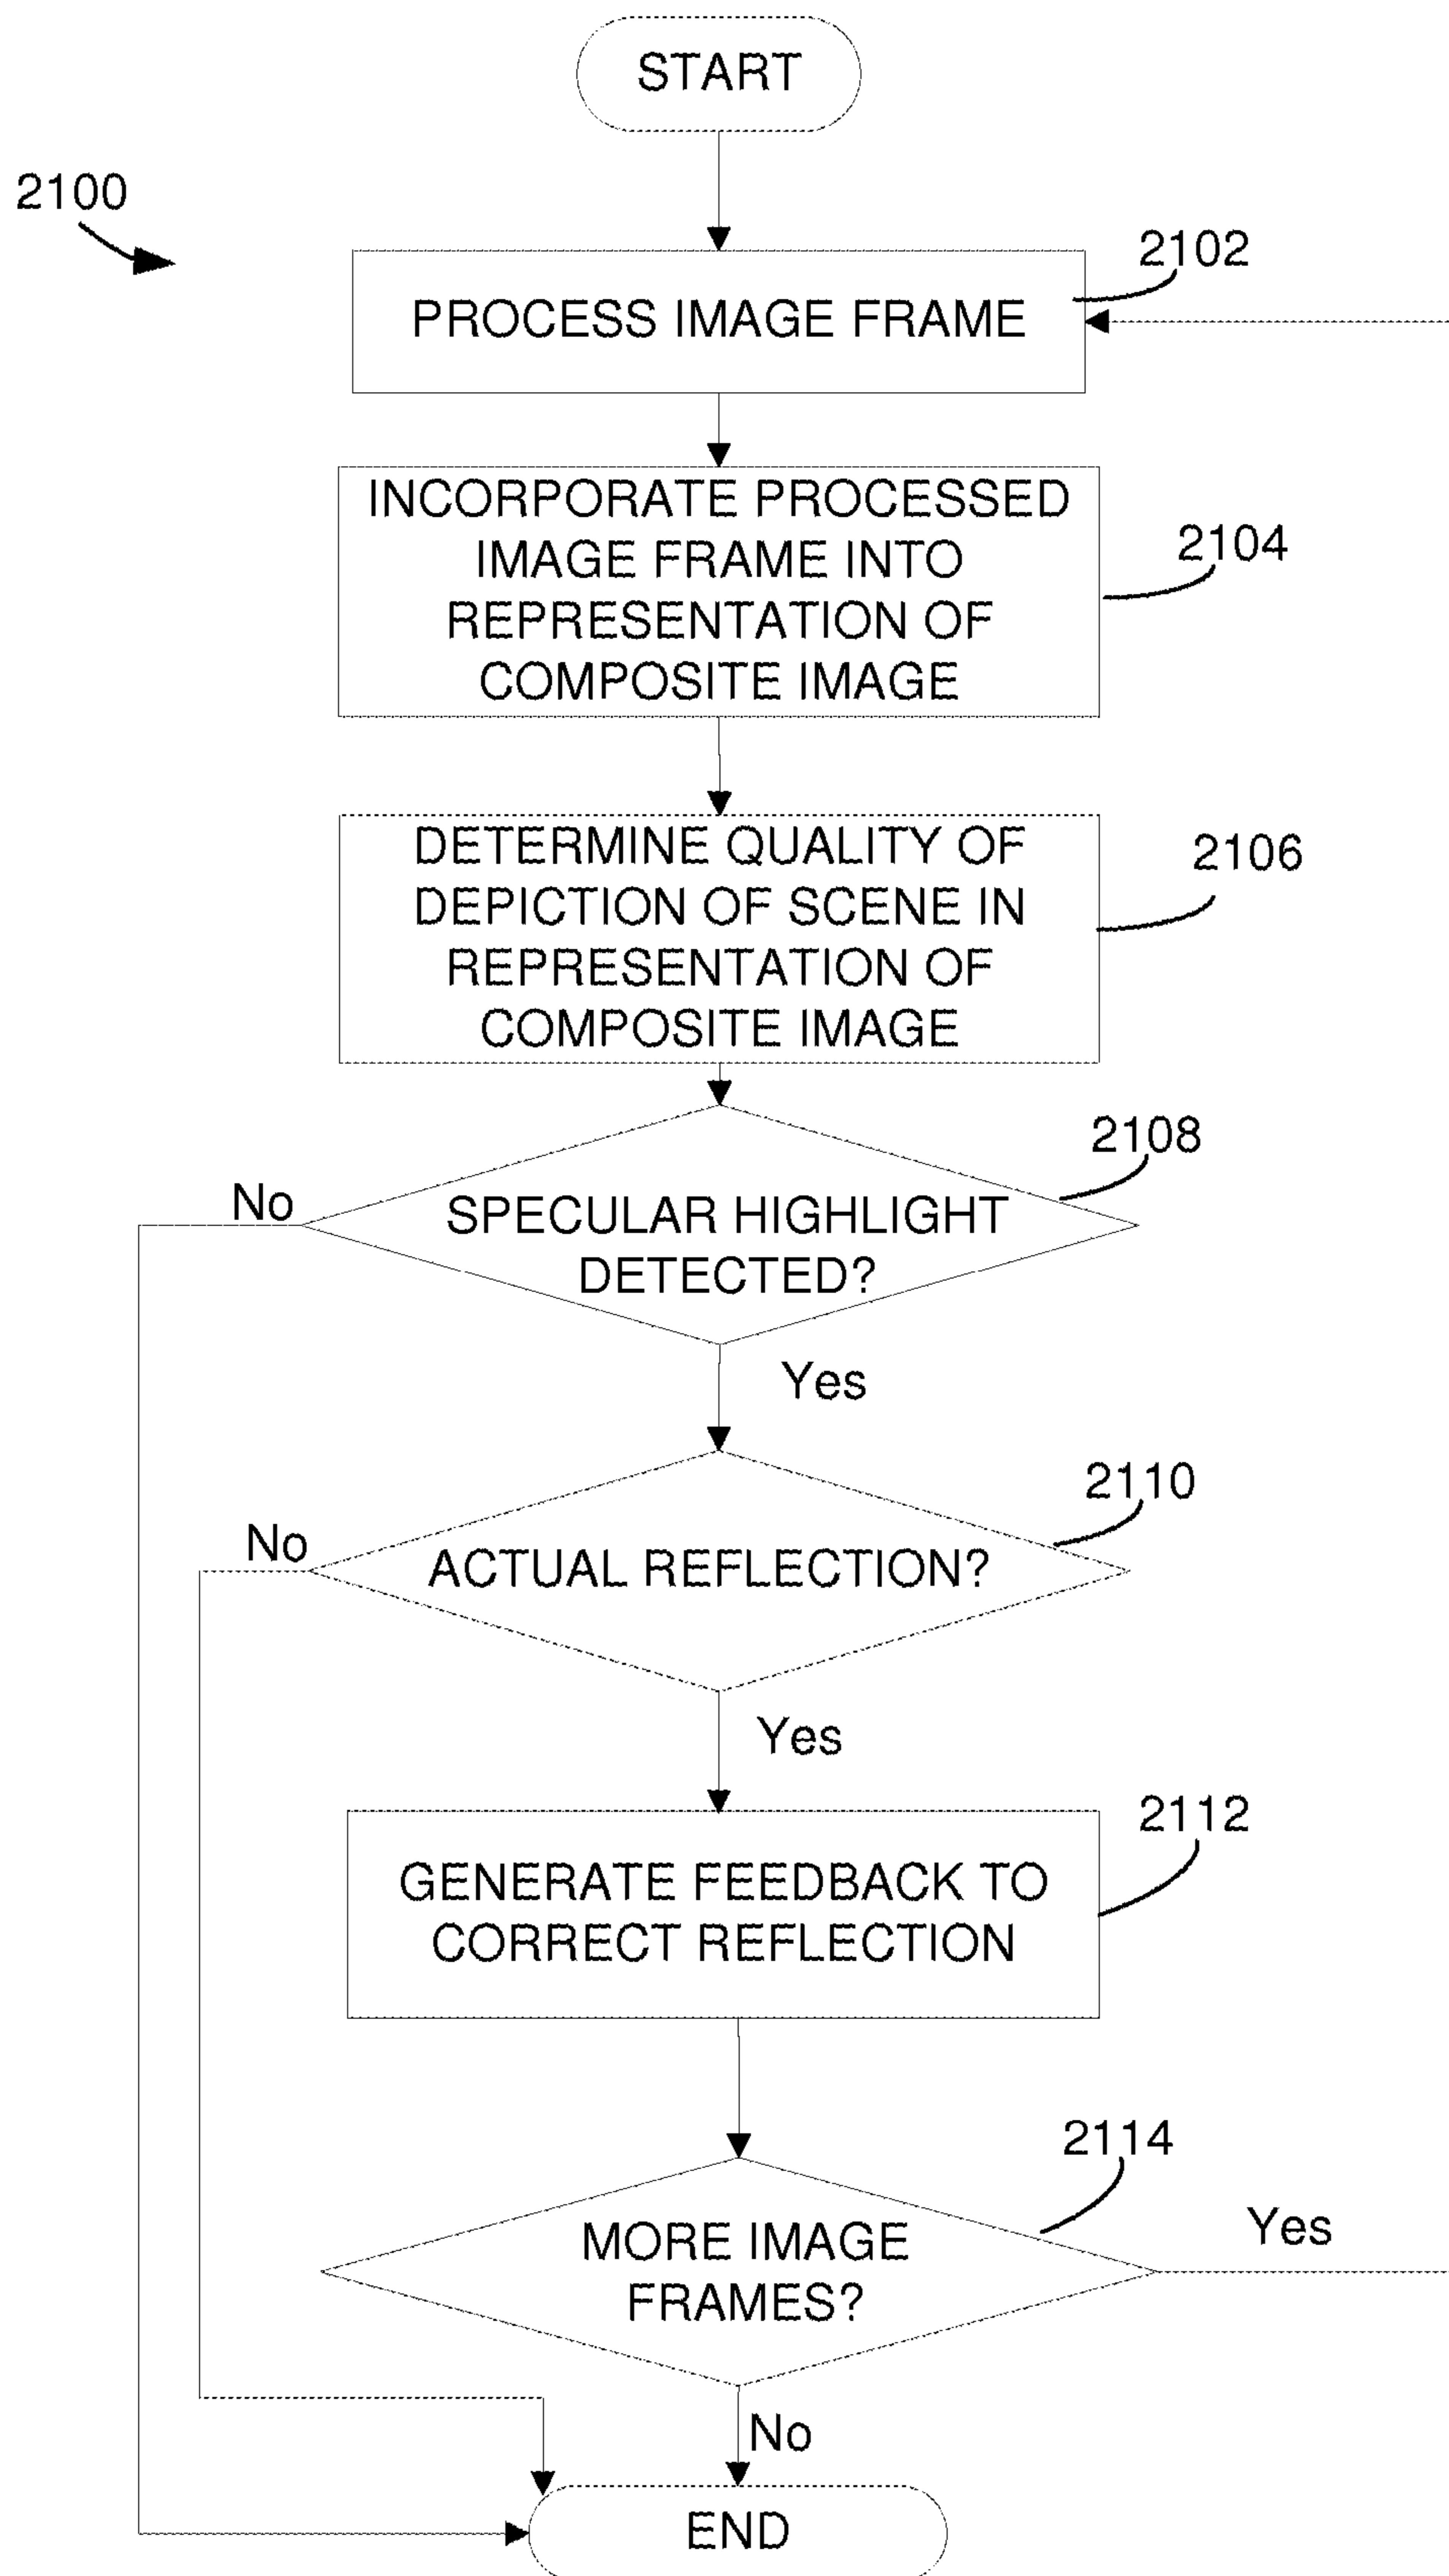 START
2100
2102
PROCESS IMAGE FRAME
INCORPORATE PROCESSED
IMAGE FRAME INTO
REPRESENTATION OF
COMPOSITE IMAGE
2104
DETERMINE QUALITY OF
DEPICTION OF SCENE IN
REPRESENTATION OF
COMPOSITE IMAGE
2106
2108
No
SPECULAR HIGHLIGHT
DETECTED?
Yes
2110
No
ACTUAL REFLECTION?
Yes
2112
GENERATE FEEDBACK TO
CORRECT REFLECTION
2114
MORE IMAGE
FRAMES?
Yes
No
END